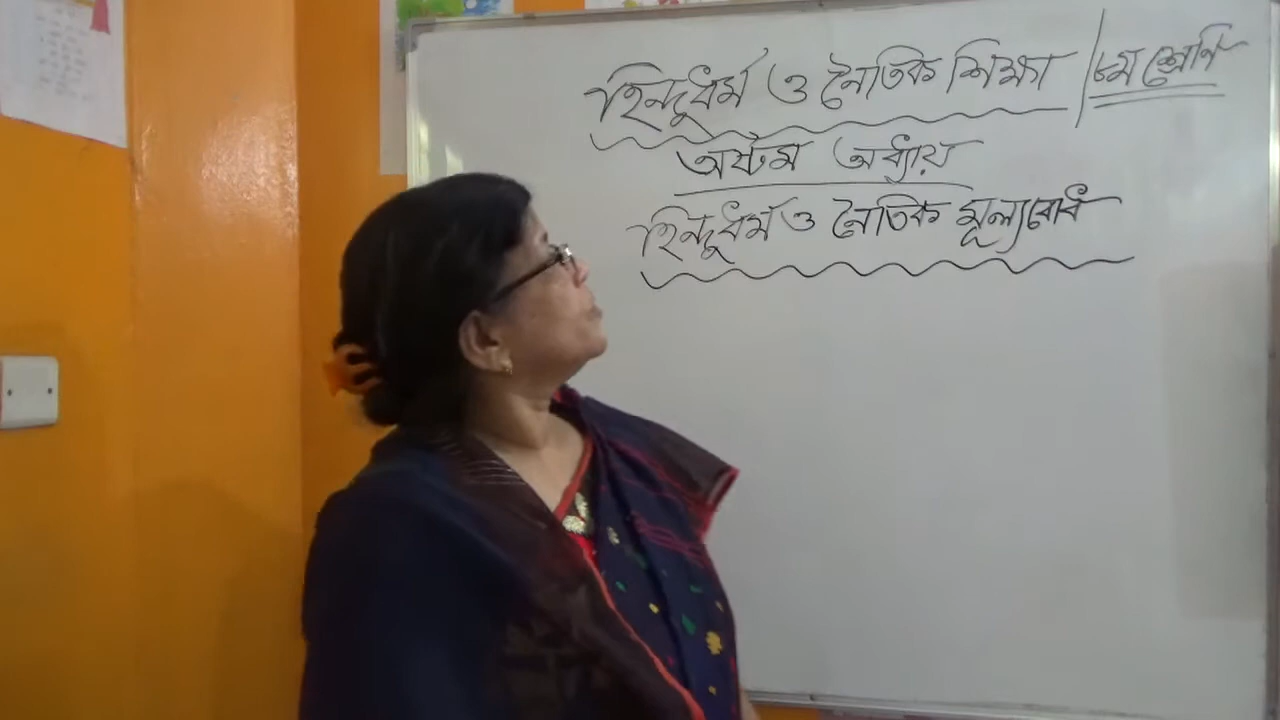 হিন্দুধর্ম ও নৈতিক শিক্ষা / ৮ম শ্রেণি
অষ্টম অধ্যায়
হিন্দুধর্ম ও নৈতিক মূল্যবোধ